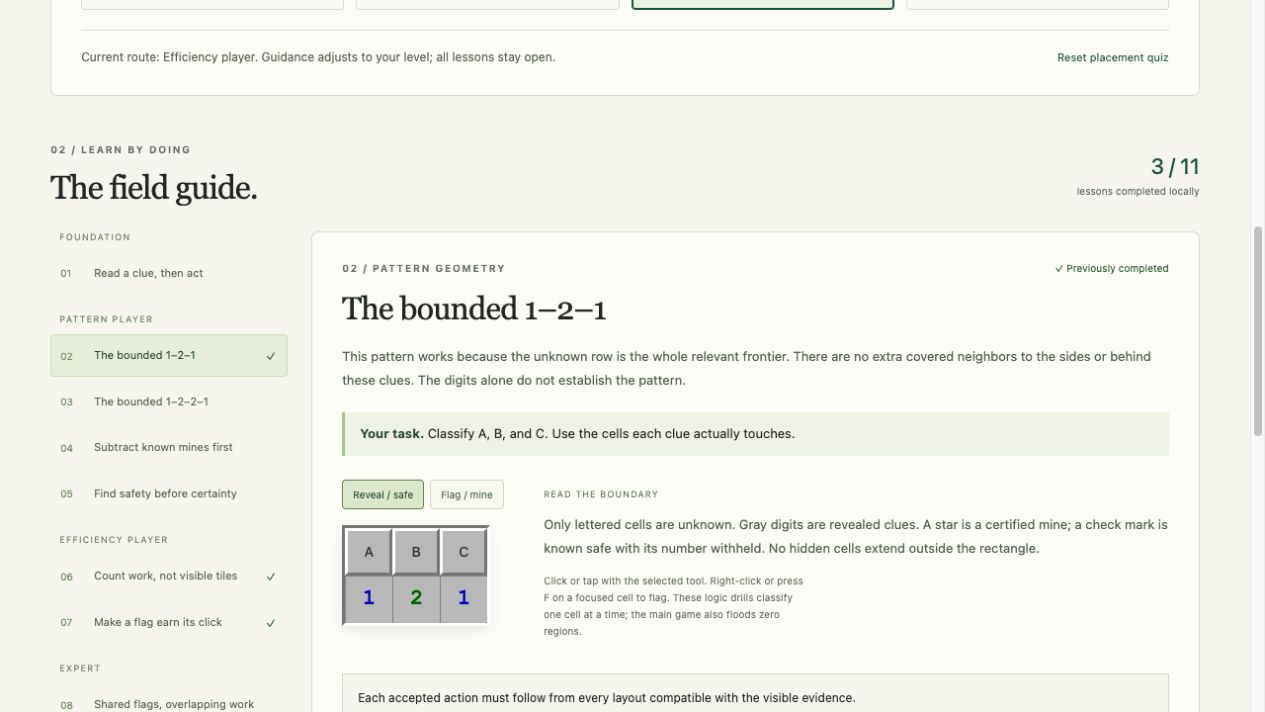 Current route: Efficiency player. Guidance adjusts to your level; all lessons stay open.
Reset placement quiz
02 / LEARN BY DOING
The field guide.
3 / 11
lessons completed locally
FOUNDATION
01 Read a clue, then act
PATTERN PLAYER
02 The bounded 1–2–1 ✓
03 The bounded 1–2–2–1
04 Subtract known mines first
05 Find safety before certainty
EFFICIENCY PLAYER
06 Count work, not visible tiles ✓
07 Make a flag earn its click ✓
EXPERT
08 Shared flags, overlapping work
02 / PATTERN GEOMETRY
✓ Previously completed
The bounded 1–2–1
This pattern works because the unknown row is the whole relevant frontier. There are no extra covered neighbors to the sides or behind
these clues. The digits alone do not establish the pattern.
Your task. Classify A, B, and C. Use the cells each clue actually touches.
Reveal / safe
Flag / mine
A B C
1 2 1
READ THE BOUNDARY
Only lettered cells are unknown. Gray digits are revealed clues. A star is a certified mine; a check mark is
known safe with its number withheld. No hidden cells extend outside the rectangle.
Click or tap with the selected tool. Right-click or press
F on a focused cell to flag. These logic drills classify
one cell at a time; the main game also floods zero
regions.
Each accepted action must follow from every layout compatible with the visible evidence.